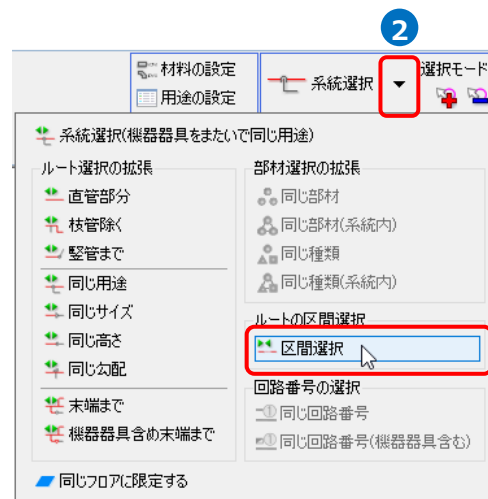 2
材料の設定
用途の設定
系統選択
選択モード
系統選択(機器器具をまたいで同じ用途)
ルート選択の拡張
直管部分
枝管除く
竪管まで
同じ用途
同じサイズ
同じ高さ
同じ勾配
末端まで
機器器具含め末端まで
同じフロアに限定する
部材選択の拡張
同じ部材
同じ部材(系統内)
同じ種類
同じ種類(系統内)
ルートの区間選択
区間選択
回路番号の選択
同じ回路番号
同じ回路番号(機器器具含む)